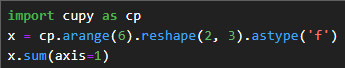 import cupy as cp
x = cp.arange(6).reshape(2, 3).astype('f')
x.sum(axis=1)